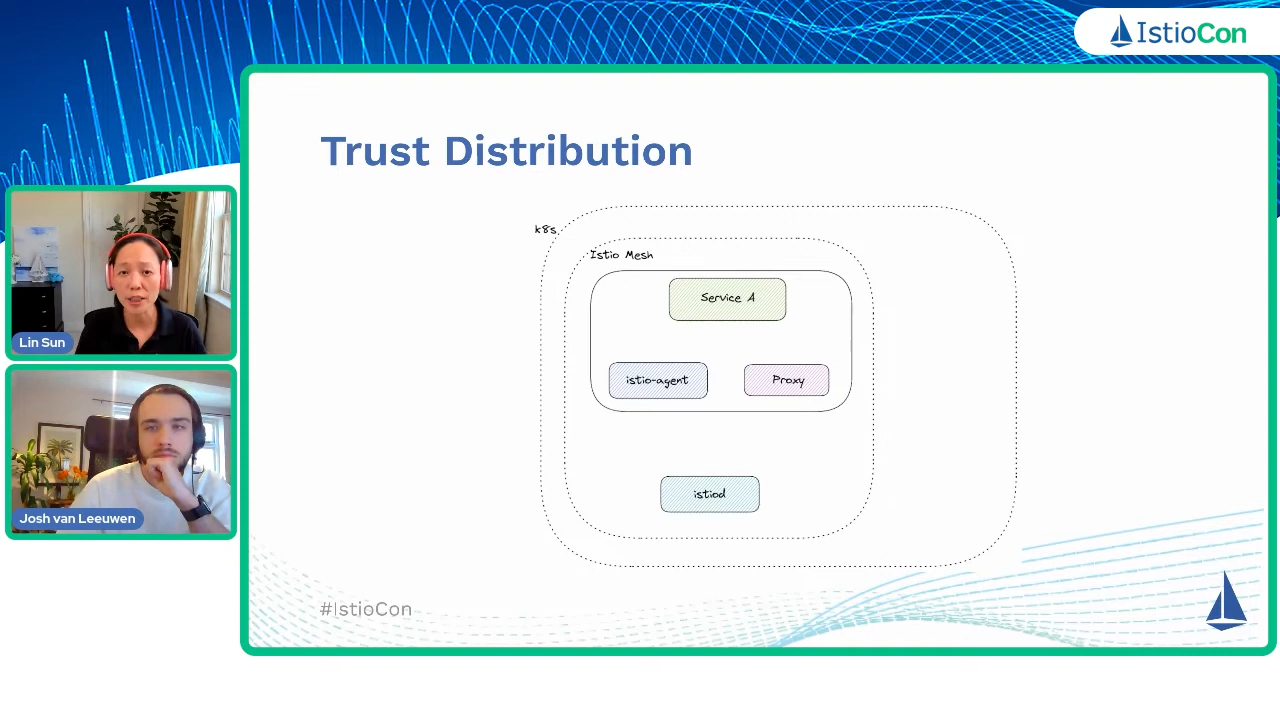 IstioCon
Trust Distribution
k8s
Istio Mesh
Service A
istio-agent
Proxy
istiod
Lin Sun
Josh van Leeuwen
#IstioCon